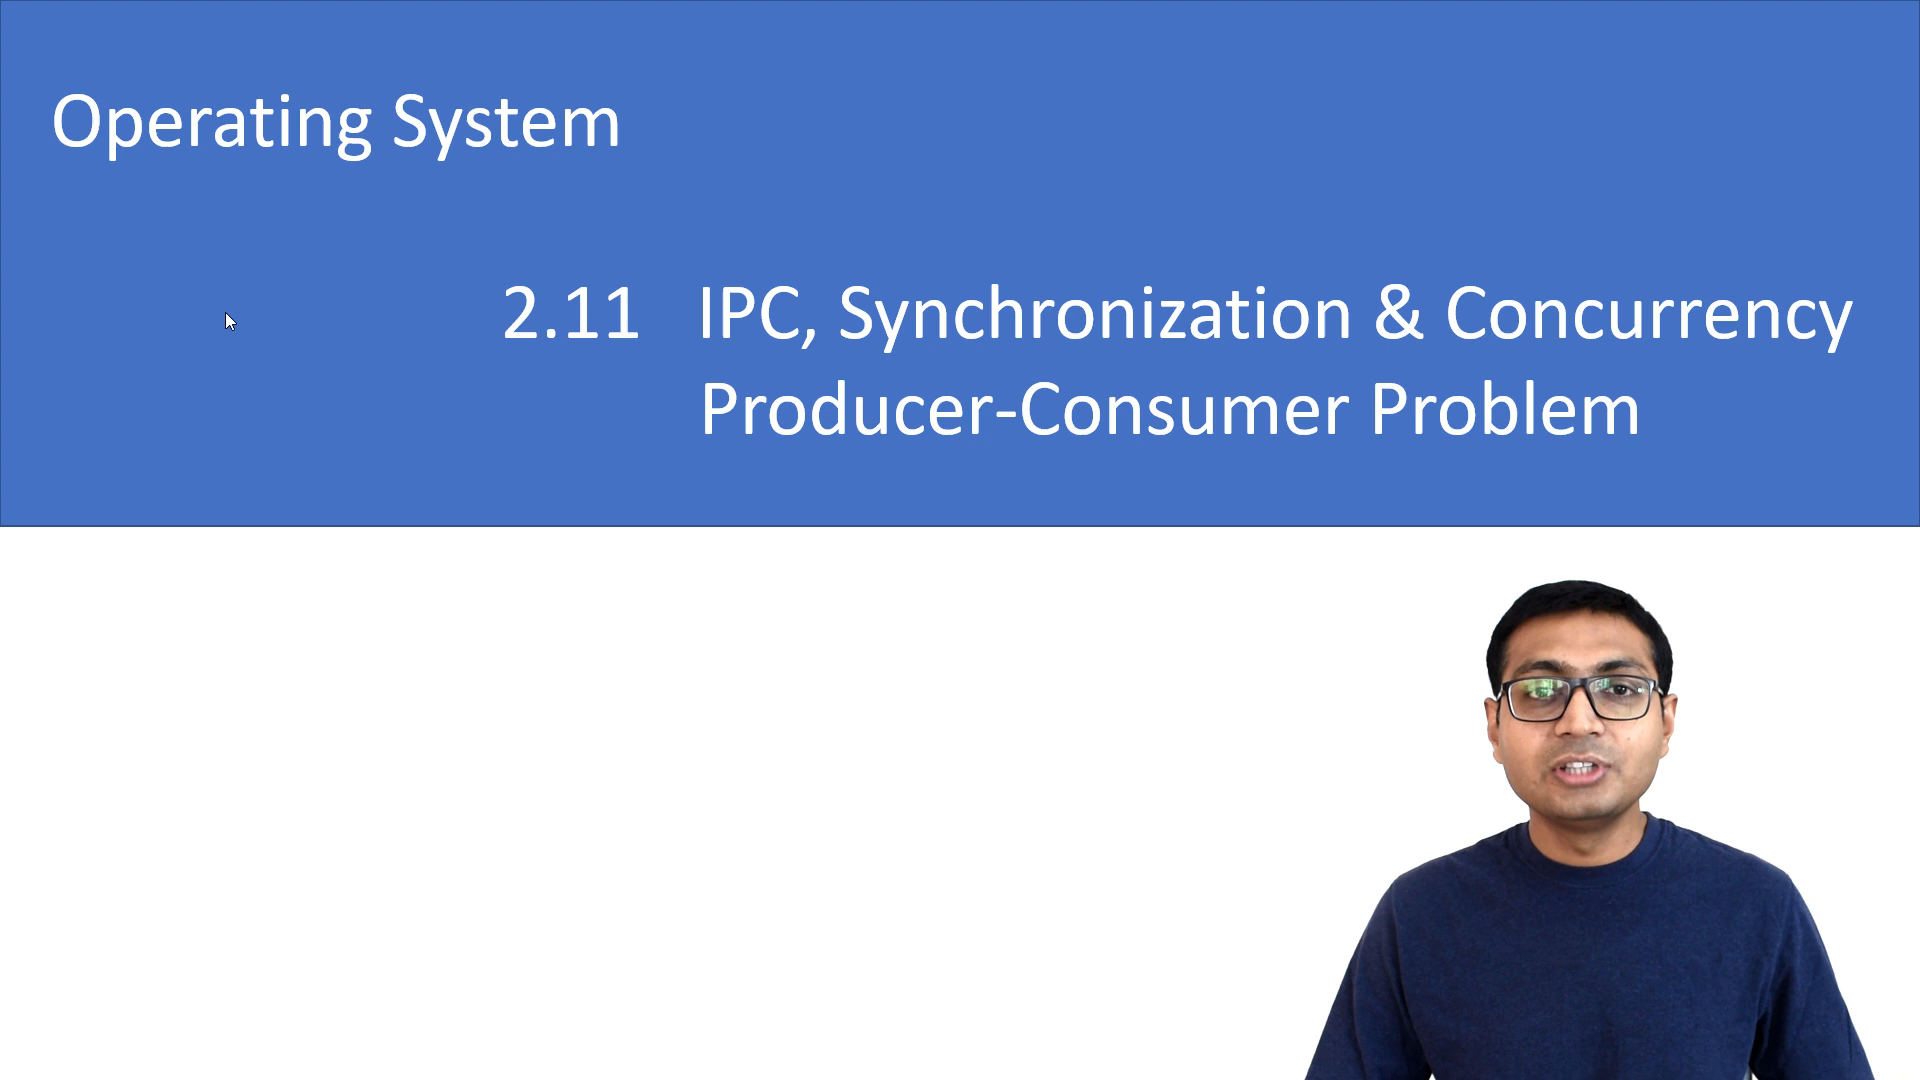 Operating System
2.11 IPC, Synchronization & Concurrency
Producer-Consumer Problem